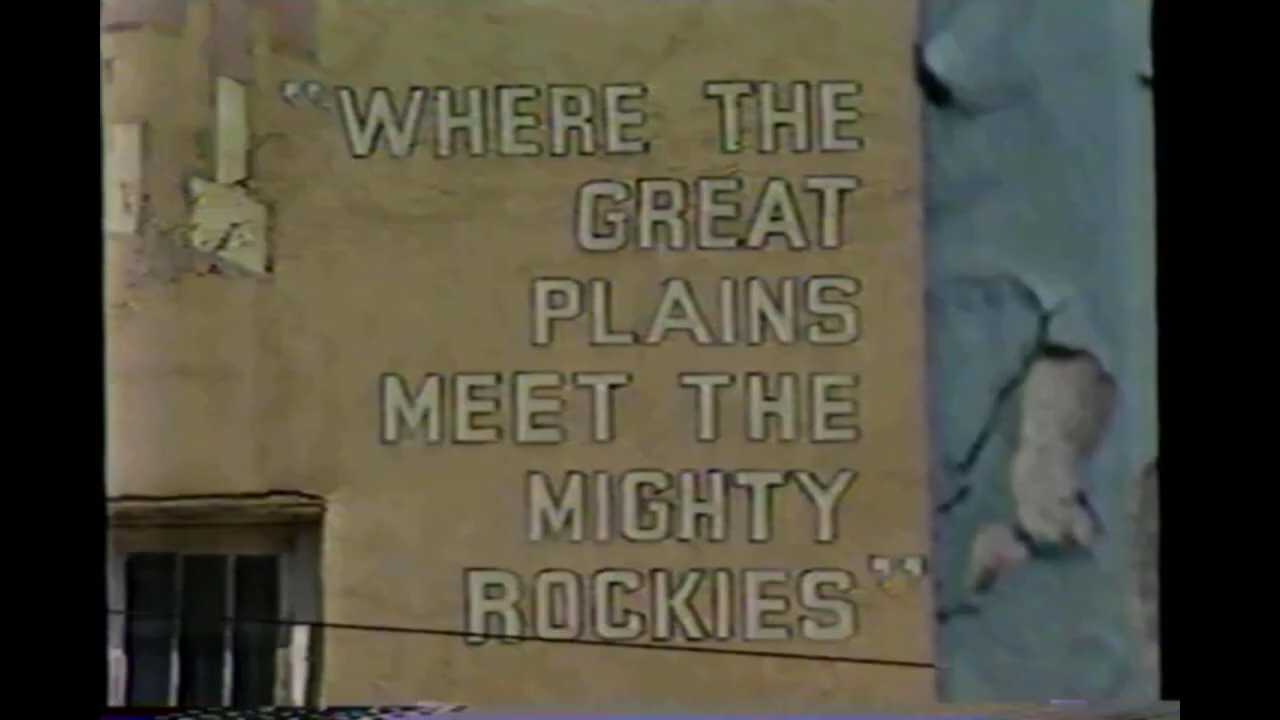 "WHERE THE
GREAT
PLAINS
MEET THE
MIGHTY
ROCKIES"